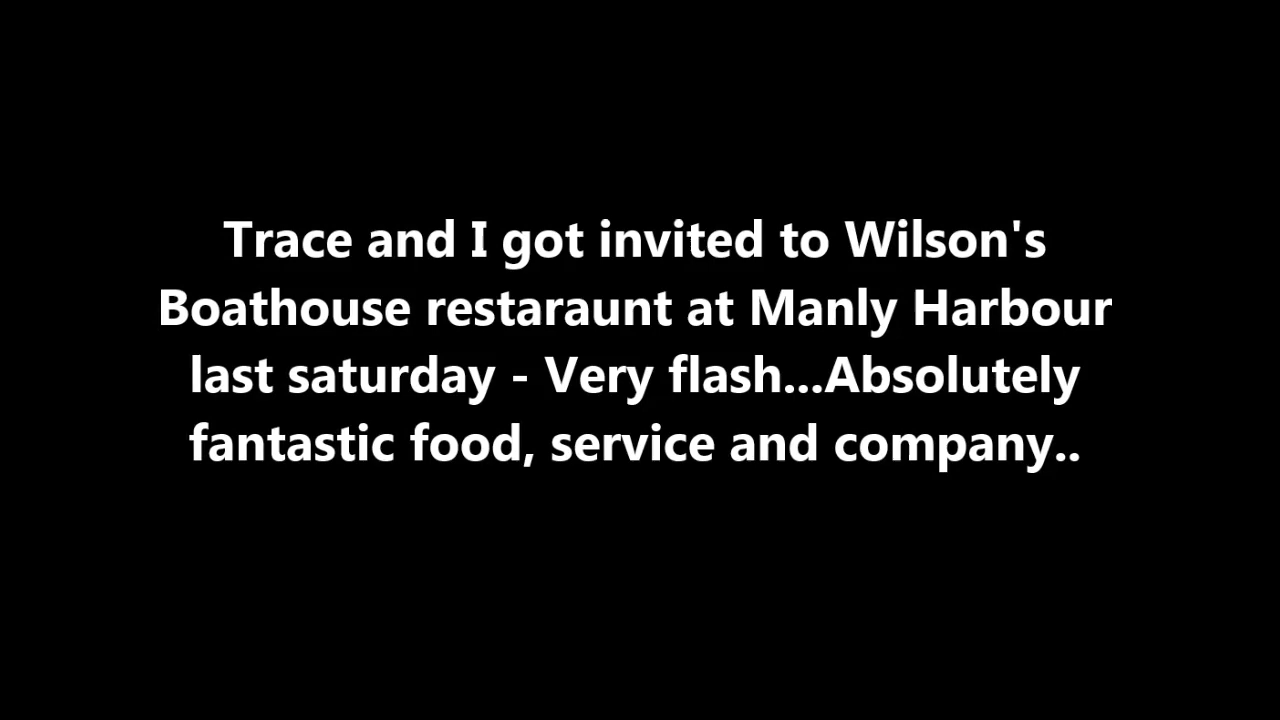 Trace and I got invited to Wilson's
Boathouse restaraunt at Manly Harbour
last saturday - Very flash...Absolutely
fantastic food, service and company..